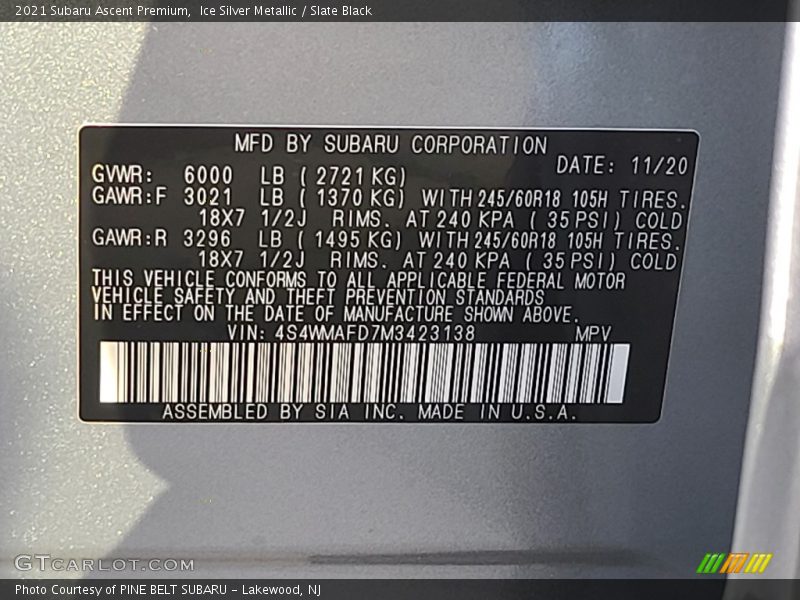 2021 Subaru Ascent Premium,  Ice Silver Metallic / Slate Black
MFD BY SUBARU CORPORATION
DATE: 11/20
GVWR: 6000 LB ( 2721 KG)
GAWR:F 3021 LB ( 1370 KG) WITH 245/60R18 105H TIRES.
18X7 1/2J RIMS. AT 240 KPA ( 35 PSI) COLD
GAWR:R 3296 LB ( 1495 KG) WITH 245/60R18 105H TIRES.
18X7 1/2J RIMS. AT 240 KPA ( 35 PSI) COLD
THIS VEHICLE CONFORMS TO ALL APPLICABLE FEDERAL MOTOR
VEHICLE SAFETY AND THEFT PREVENTION STANDARDS
IN EFFECT ON THE DATE OF MANUFACTURE SHOWN ABOVE.
VIN: 4S4WMAFD7M3423138 MPV
ASSEMBLED BY SIA INC. MADE IN U.S.A.
GTCARLOT.COM
Photo Courtesy of PINE BELT SUBARU – Lakewood, NJ